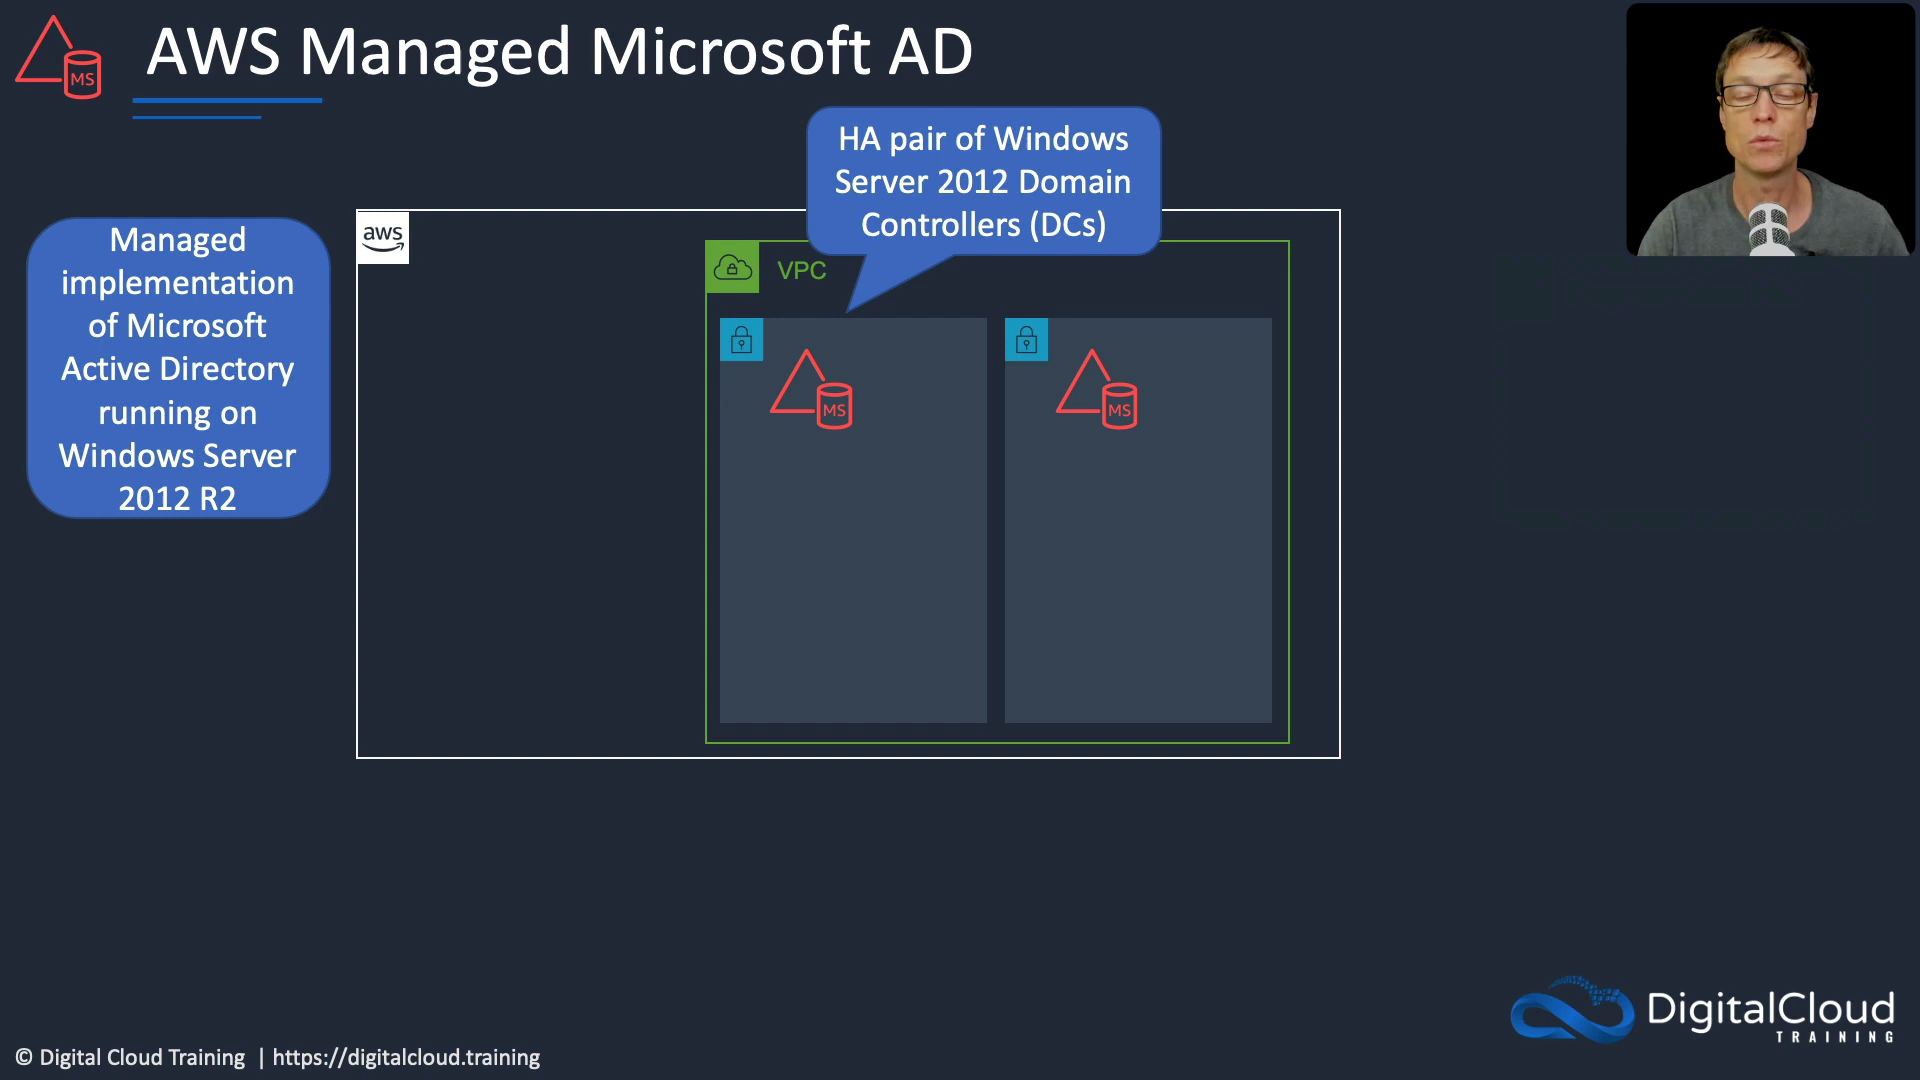 MS
AWS Managed Microsoft AD
HA pair of Windows
Server 2012 Domain
Controllers (DCs)
Managed
implementation
of Microsoft
Active Directory
running on
Windows Server
2012 R2
aws
VPC
MS
MS
DigitalCloud
TRAINING
© Digital Cloud Training | https://digitalcloud.training